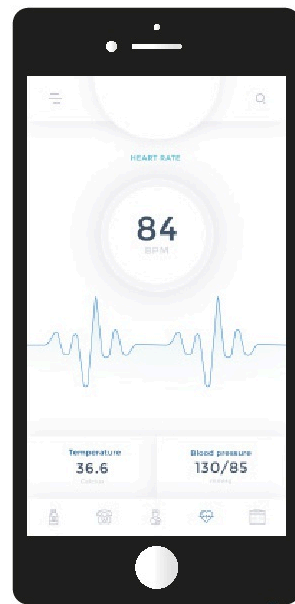 HEART RATE
84
BPM
Temperature
36.6
Celsius
Blood pressure
130/85